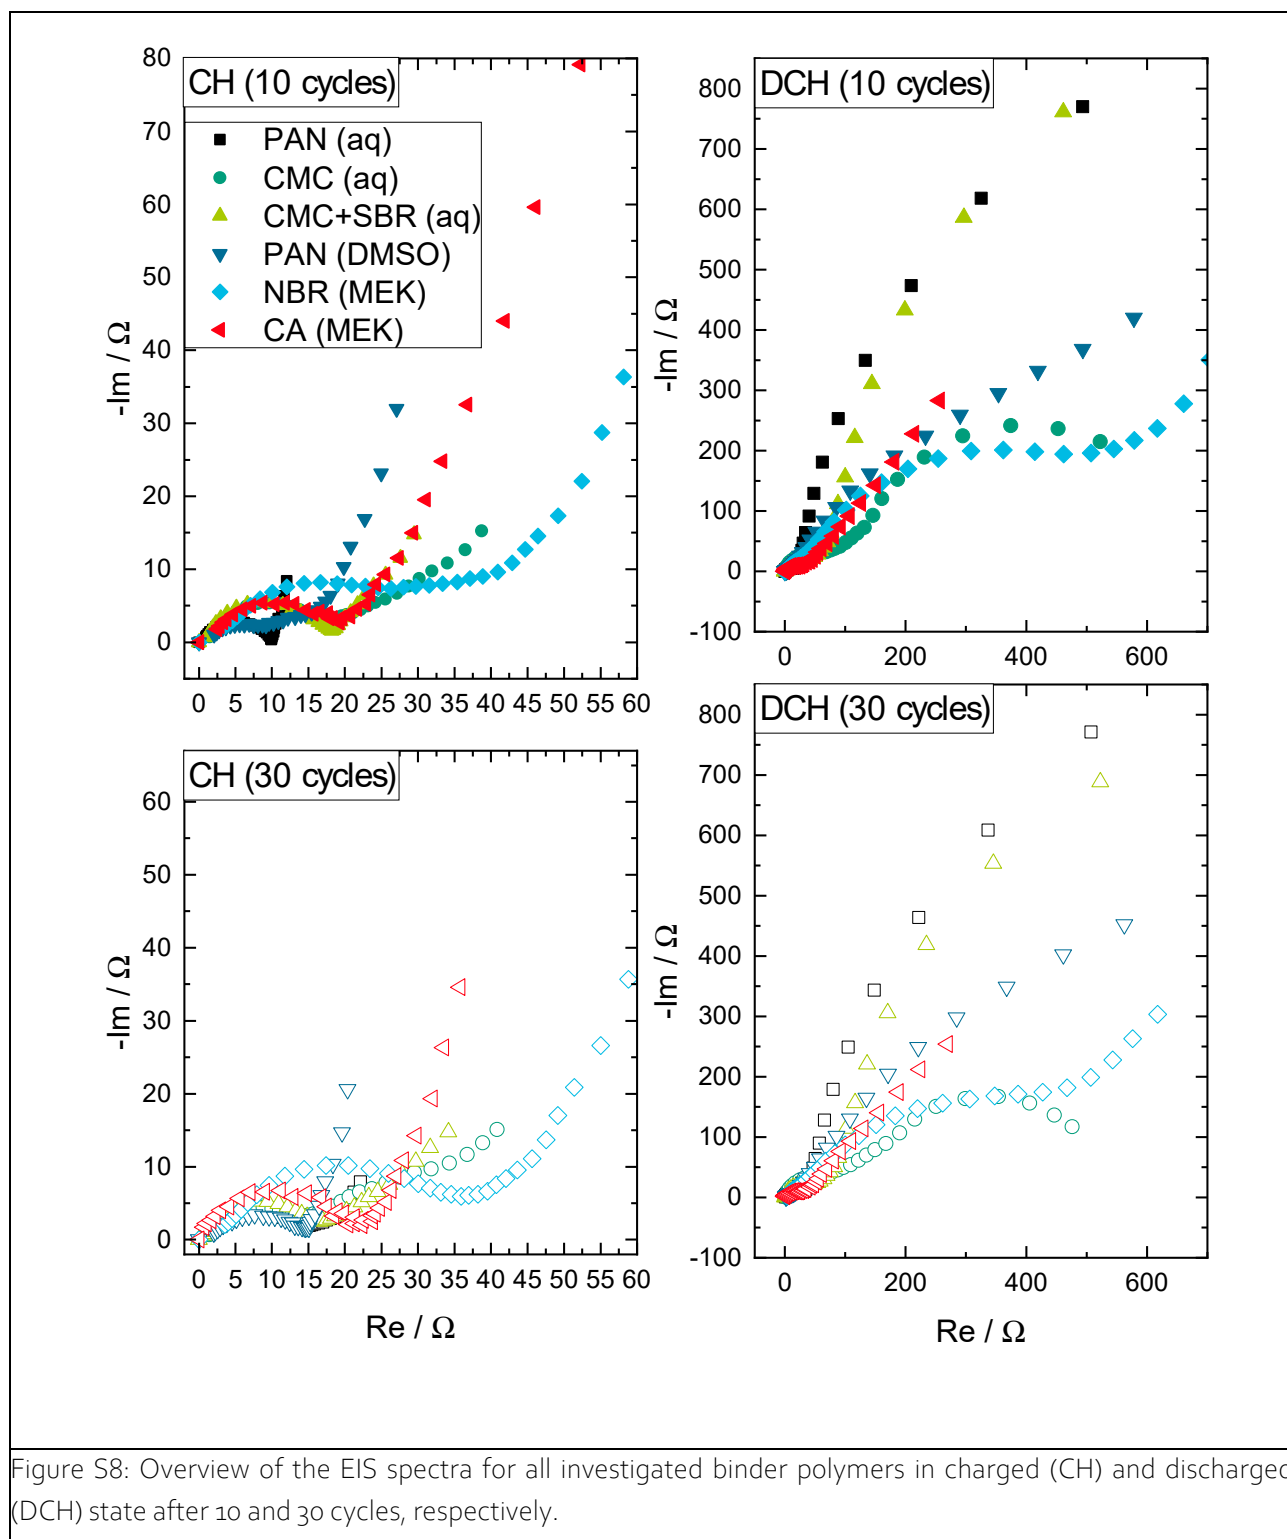 CH (10 cycles)
PAN (aq)
CMC (aq)
CMC+SBR (aq)
PAN (DMSO)
NBR (MEK)
CA (MEK)
80
70
60
50
40
30
20
10
0
-Im / Ω
0 5 10 15 20 25 30 35 40 45 50 55 60
DCH (10 cycles)
800
700
600
500
400
300
200
100
0
-100
-Im / Ω
0 200 400 600
CH (30 cycles)
60
50
40
30
20
10
0
-Im / Ω
0 5 10 15 20 25 30 35 40 45 50 55 60
Re / Ω
DCH (30 cycles)
800
700
600
500
400
300
200
100
0
-100
-Im / Ω
0 200 400 600
Re / Ω
Figure S8: Overview of the EIS spectra for all investigated binder polymers in charged (CH) and discharged
(DCH) state after 10 and 30 cycles, respectively.